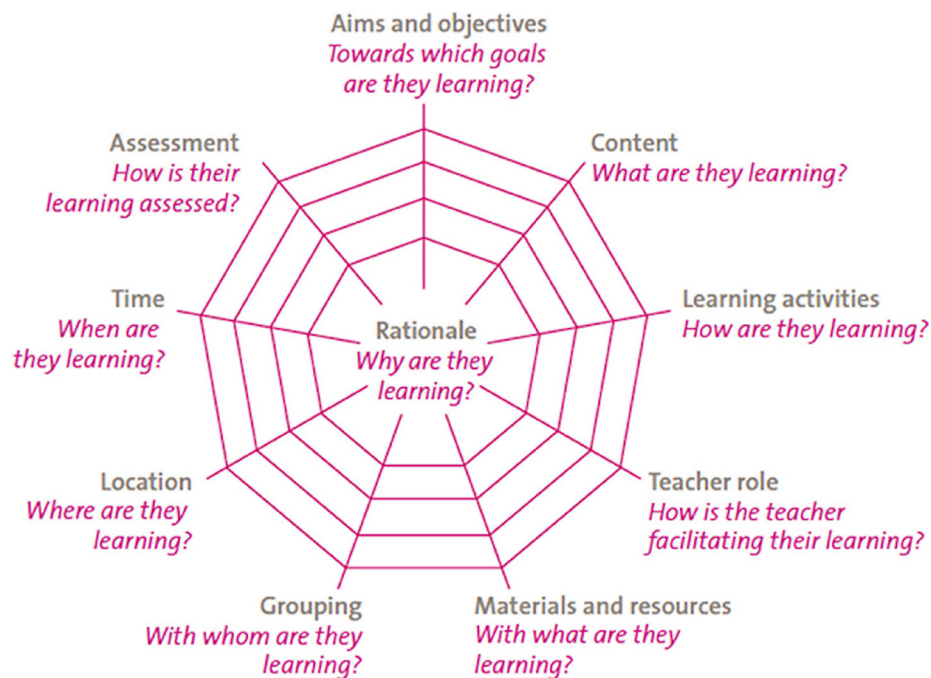 Aims and objectives
Towards which goals
are they learning?
Content
What are they learning?
Learning activities
How are they learning?
Teacher role
How is the teacher
facilitating their learning?
Materials and resources
With what are they
learning?
Grouping
With whom are they
learning?
Location
Where are they
learning?
Time
When are
they learning?
Assessment
How is their
learning assessed?
Rationale
Why are they
learning?